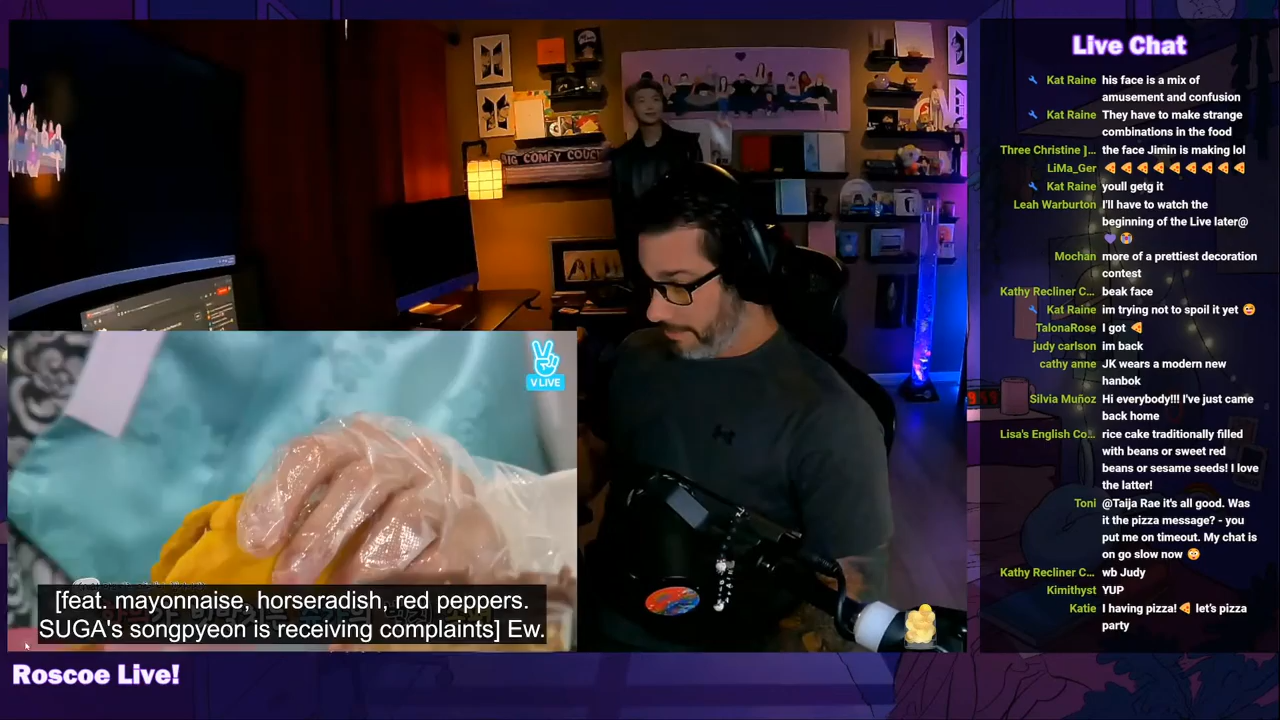 Live Chat
Kat Raine his face is a mix of
amusement and confusion
Kat Raine They have to make strange
combinations in the food
Three Christine ]... the face Jimin is making lol
LiMa_Ger 🍕🍕🍕🍕🍕🍕🍕🍕🍕
Kat Raine youll getg it
Leah Warburton I'll have to watch the
beginning of the Live later@
💜😭
Mochan more of a prettiest decoration
contest
Kathy Recliner C... beak face
Kat Raine im trying not to spoil it yet 😄
TalonaRose I got 🍕
judy carlson im back
cathy anne JK wears a modern new
hanbok
Silvia Muñoz Hi everybody!!! I've just came
back home
Lisa's English Co... rice cake traditionally filled
with beans or sweet red
beans or sesame seeds! I love
the latter!
Toni @Taija Rae it's all good. Was
it the pizza message? - you
put me on timeout. My chat is
on go slow now 😳
Kathy Recliner C... wb Judy
Kimithyst YUP
Katie I having pizza!🍕 let's pizza
party
BIG COMFY COUCH
V LIVE
[feat. mayonnaise, horseradish, red peppers.
SUGA's songpyeon is receiving complaints] Ew.
Roscoe Live!